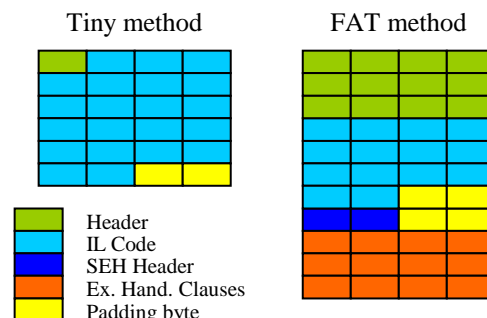 Tiny method
FAT method
Header
IL Code
SEH Header
Ex. Hand. Clauses
Padding byte